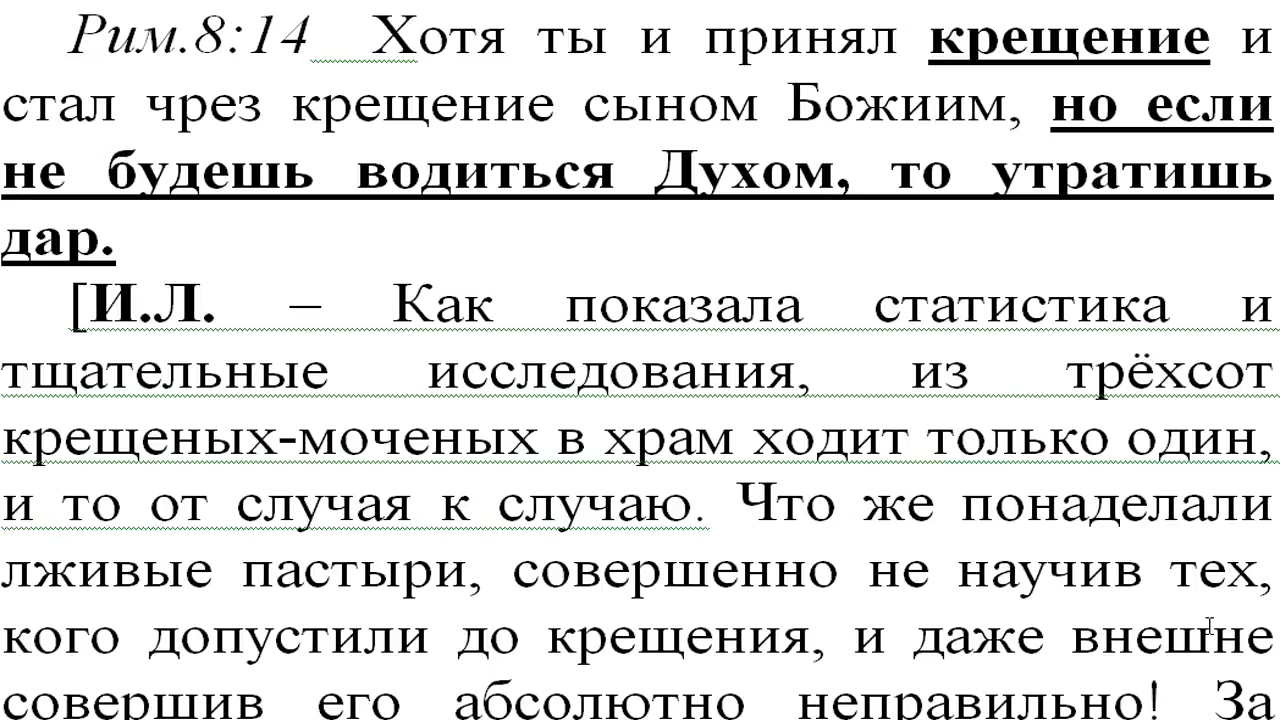 Рим.8:14 Хотя ты и принял крещение и
стал чрез крещение сыном Божиим, но если
не будешь водиться Духом, то утратишь
дар.
[И.Л. – Как показала статистика и
тщательные исследования, из трёхсот
крещеных-моченых в храм ходит только один,
и то от случая к случаю. Что же понаделали
лживые пастыри, совершенно не научив тех,
кого допустили до крещения, и даже внешне
совершив его абсолютно неправильно! За